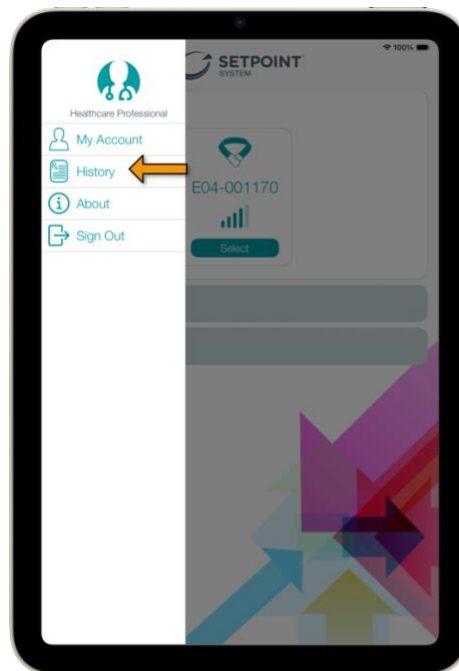 100%
SETPOINT
SYSTEM
Healthcare Professional
My Account
History
About
Sign Out
E04-001170
Select